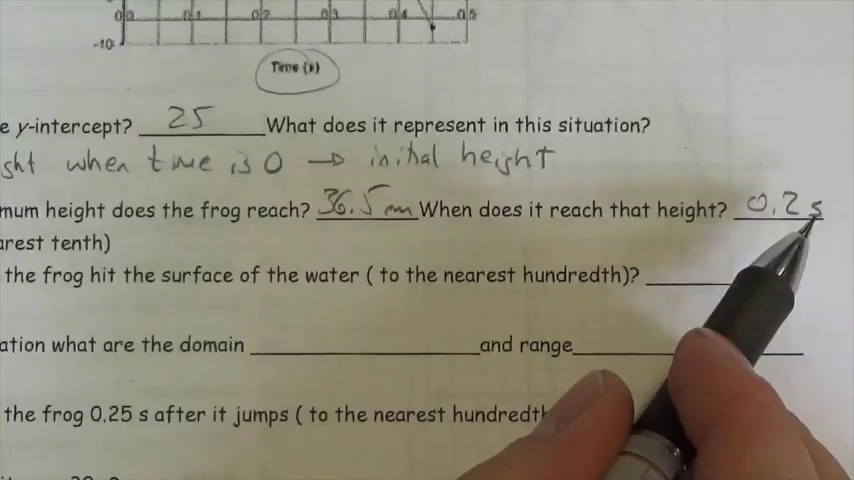 0.0 0.1 0.2 0.3 0.4 0.5
-10
Time (s)
e y-intercept? 25 What does it represent in this situation?
ght when time is 0 → initial height
mum height does the frog reach? 36.5 When does it reach that height? 0.2 s
arest tenth)
the frog hit the surface of the water ( to the nearest hundredth)?
ation what are the domain and range
the frog 0.25 s after it jumps ( to the nearest hundredth